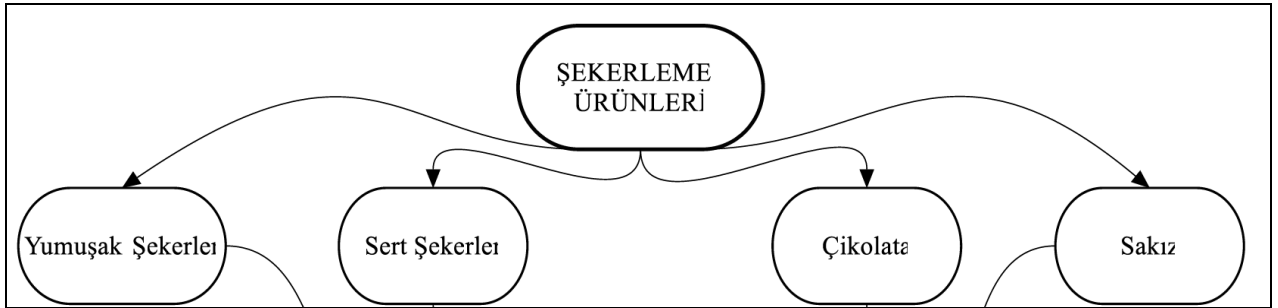 ŞEKERLEME
ÜRÜNLERİ
Yumuşak Şekerler
Sert Şekerler
Çikolata
Sakız